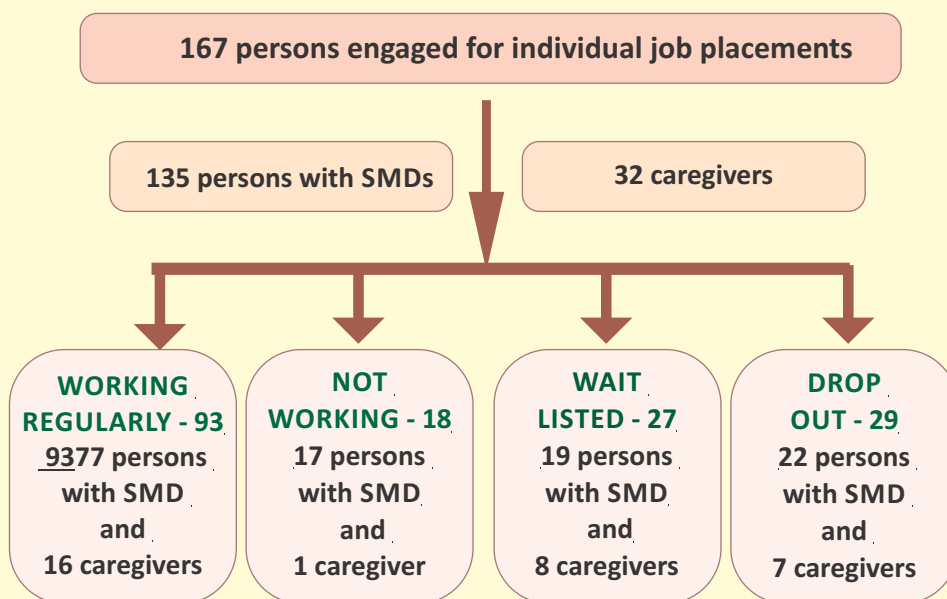 167 persons engaged for individual job placements
135 persons with SMDs
32 caregivers
WORKING
REGULARLY - 93
9377 persons
with SMD
and
16 caregivers
NOT
WORKING - 18
17 persons
with SMD
and
1 caregiver
WAIT
LISTED - 27
19 persons
with SMD
and
8 caregivers
DROP
OUT - 29
22 persons
with SMD
and
7 caregivers